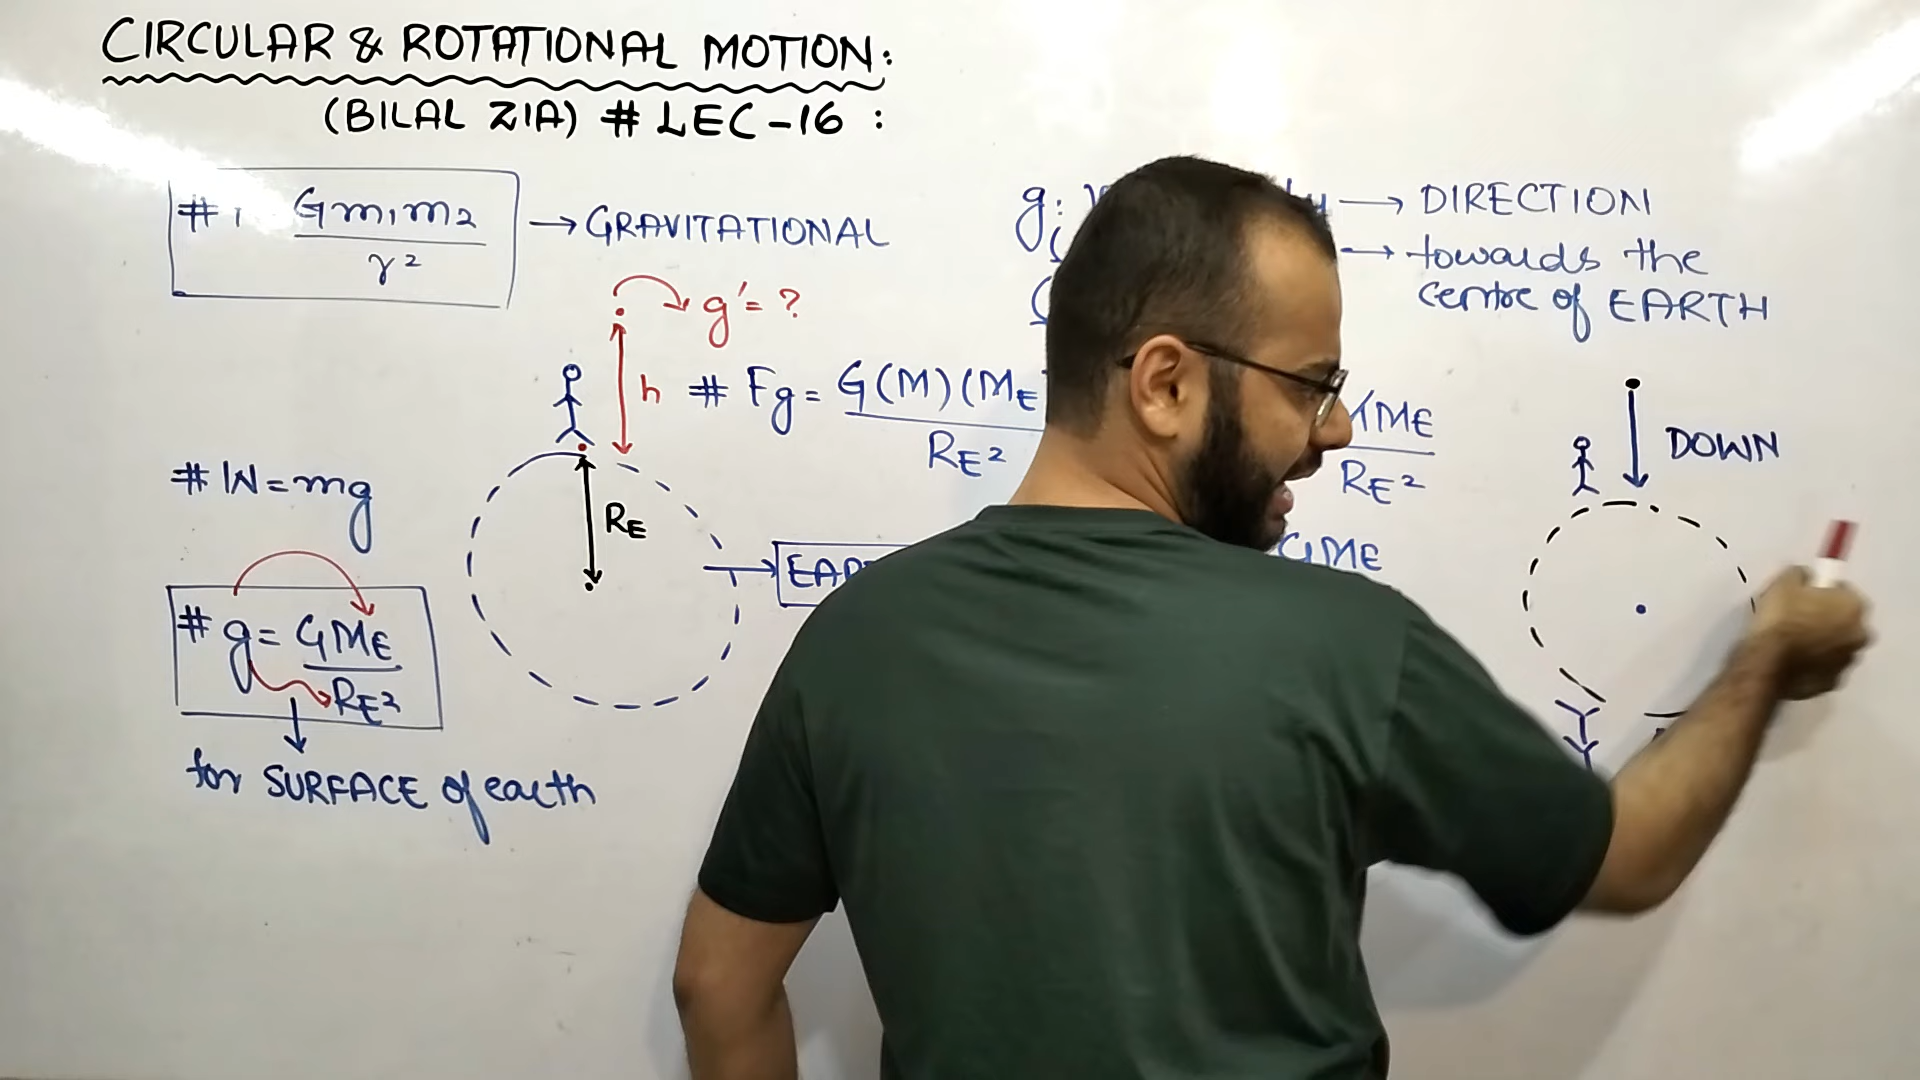 CIRCULAR & ROTATIONAL MOTION:
(BILAL ZIA) # LEC-16 :
# Gm1m2 / r² → GRAVITATIONAL
g: → DIRECTION
→ towards the
centre of EARTH
g' = ?
h
# Fg = G(M)(ME / RE²
ME / RE²
DOWN
# W = mg
RE
GME
# g = GME / RE²
for SURFACE of earth